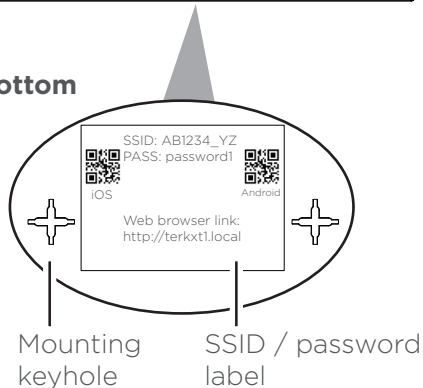 ottom
SSID: AB1234_YZ
PASS: password1
iOS
Android
Web browser link:
http://terkxt1.local
Mounting
keyhole
SSID / password
label